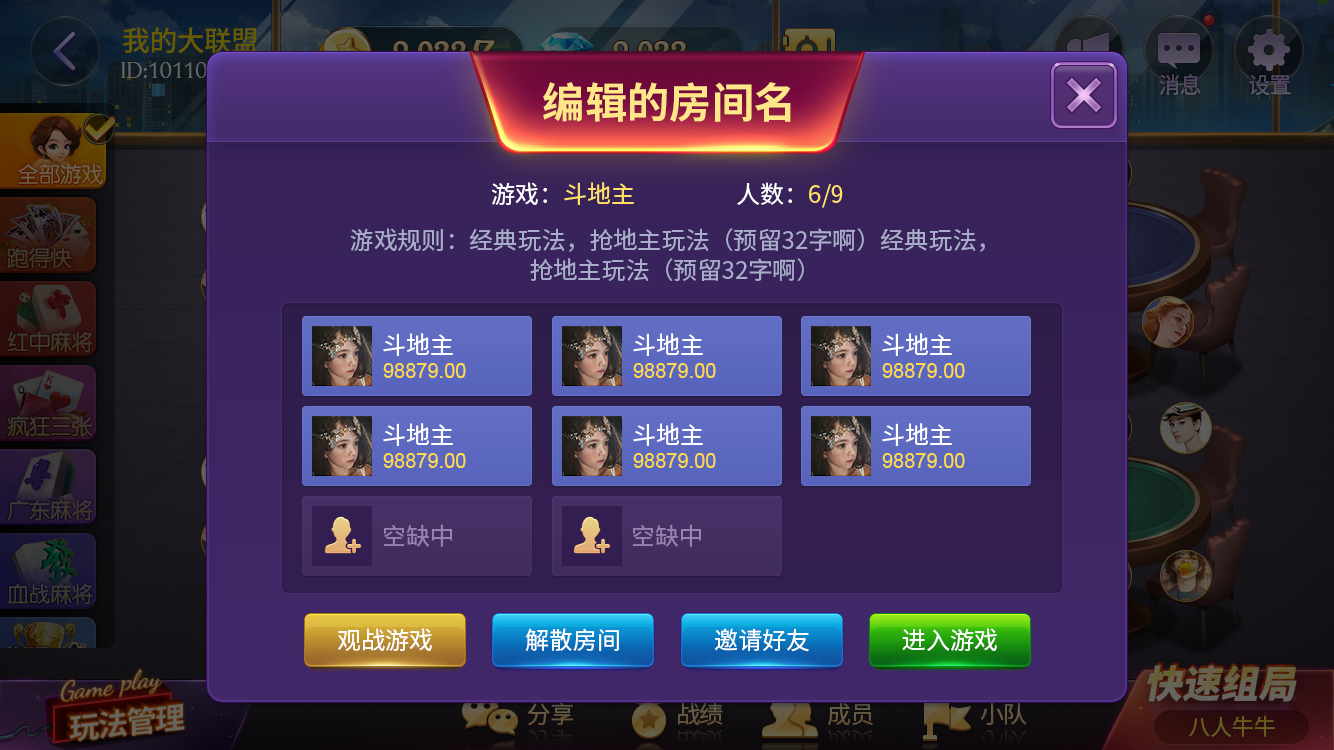 我的大联盟
ID:10110
消息
设置
编辑的房间名
游戏：斗地主
人数：6/9
游戏规则：经典玩法，抢地主玩法（预留32字啊）经典玩法，
抢地主玩法（预留32字啊）
斗地主
98879.00
斗地主
98879.00
斗地主
98879.00
斗地主
98879.00
斗地主
98879.00
斗地主
98879.00
空缺中
空缺中
观战游戏
解散房间
邀请好友
进入游戏
全部游戏
跑得快
红中麻将
疯狂三张
广东麻将
血战麻将
Game play
玩法管理
分享
战绩
成员
小队
快速组局
八人牛牛